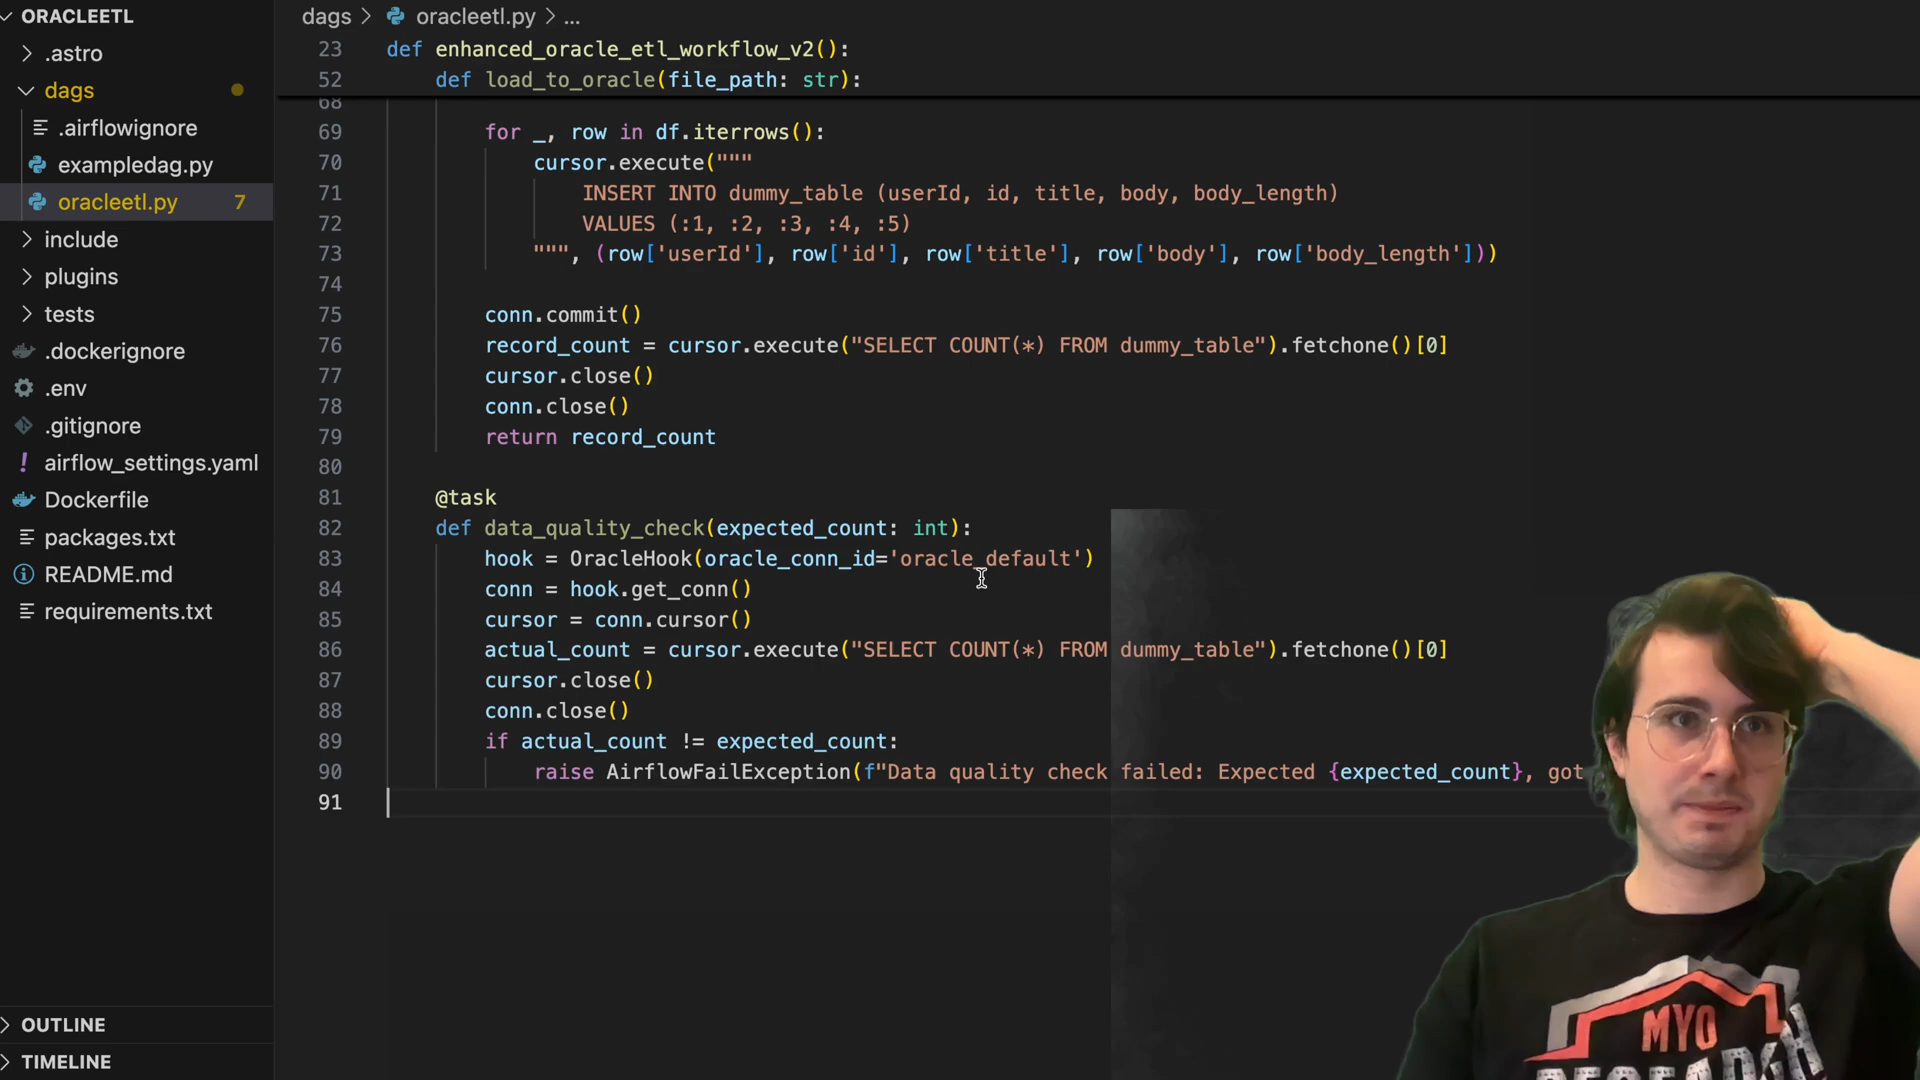 ORACLEETL
.astro
dags
.airflowignore
exampledag.py
oracleetl.py 7
include
plugins
tests
.dockerignore
.env
.gitignore
! airflow_settings.yaml
Dockerfile
packages.txt
README.md
requirements.txt
OUTLINE
TIMELINE
dags > oracleetl.py > ...
23 def enhanced_oracle_etl_workflow_v2():
52 def load_to_oracle(file_path: str):
68
69 for _, row in df.iterrows():
70 cursor.execute("""
71 INSERT INTO dummy_table (userId, id, title, body, body_length)
72 VALUES (:1, :2, :3, :4, :5)
73 """, (row['userId'], row['id'], row['title'], row['body'], row['body_length']))
74
75 conn.commit()
76 record_count = cursor.execute("SELECT COUNT(*) FROM dummy_table").fetchone()[0]
77 cursor.close()
78 conn.close()
79 return record_count
80
81 @task
82 def data_quality_check(expected_count: int):
83 hook = OracleHook(oracle_conn_id='oracle_default')
84 conn = hook.get_conn()
85 cursor = conn.cursor()
86 actual_count = cursor.execute("SELECT COUNT(*) FROM dummy_table").fetchone()[0]
87 cursor.close()
88 conn.close()
89 if actual_count != expected_count:
90 raise AirflowFailException(f"Data quality check failed: Expected {expected_count}, got
91
MYO